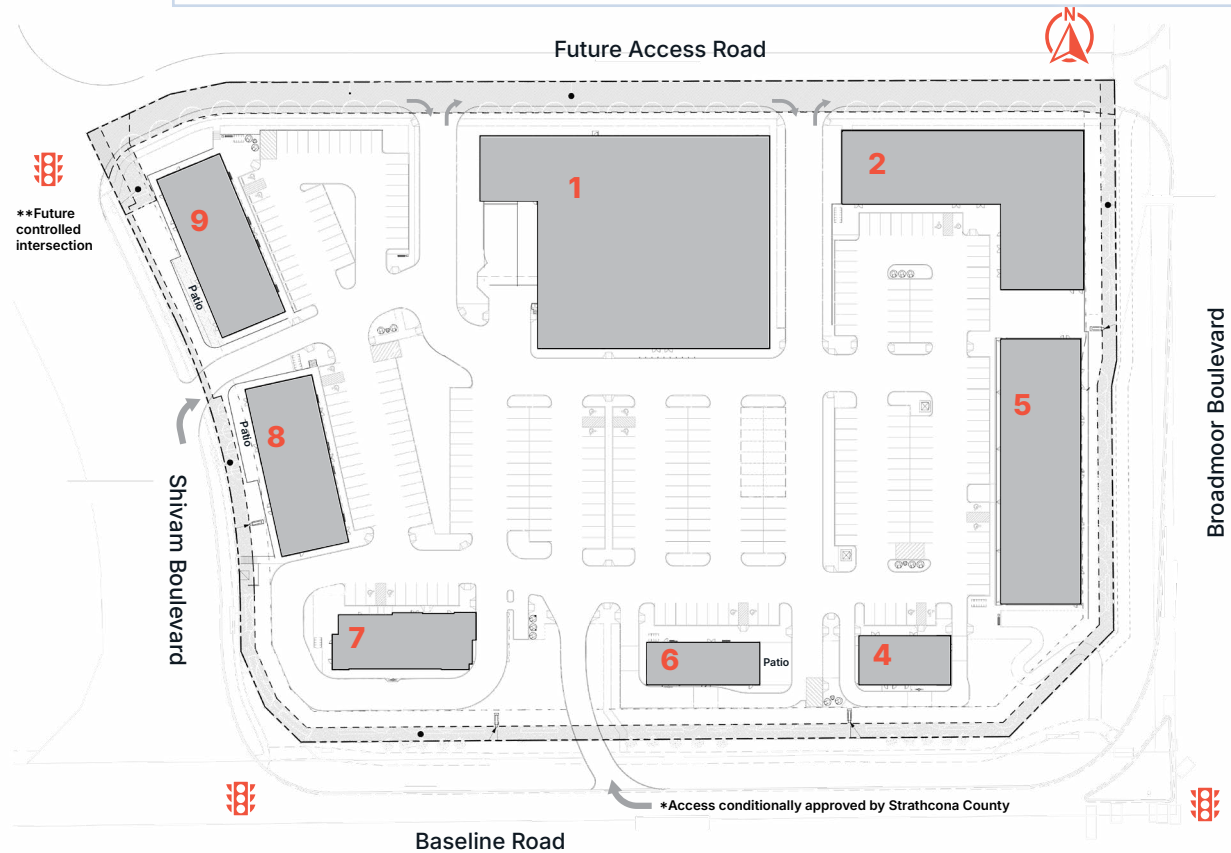 N
Future Access Road
1
2
9
**Future
controlled
intersection
Patio
5
8
Patio
Broadmoor Boulevard
Shivam Boulevard
7
6
Patio
4
*Access conditionally approved by Strathcona County
Baseline Road